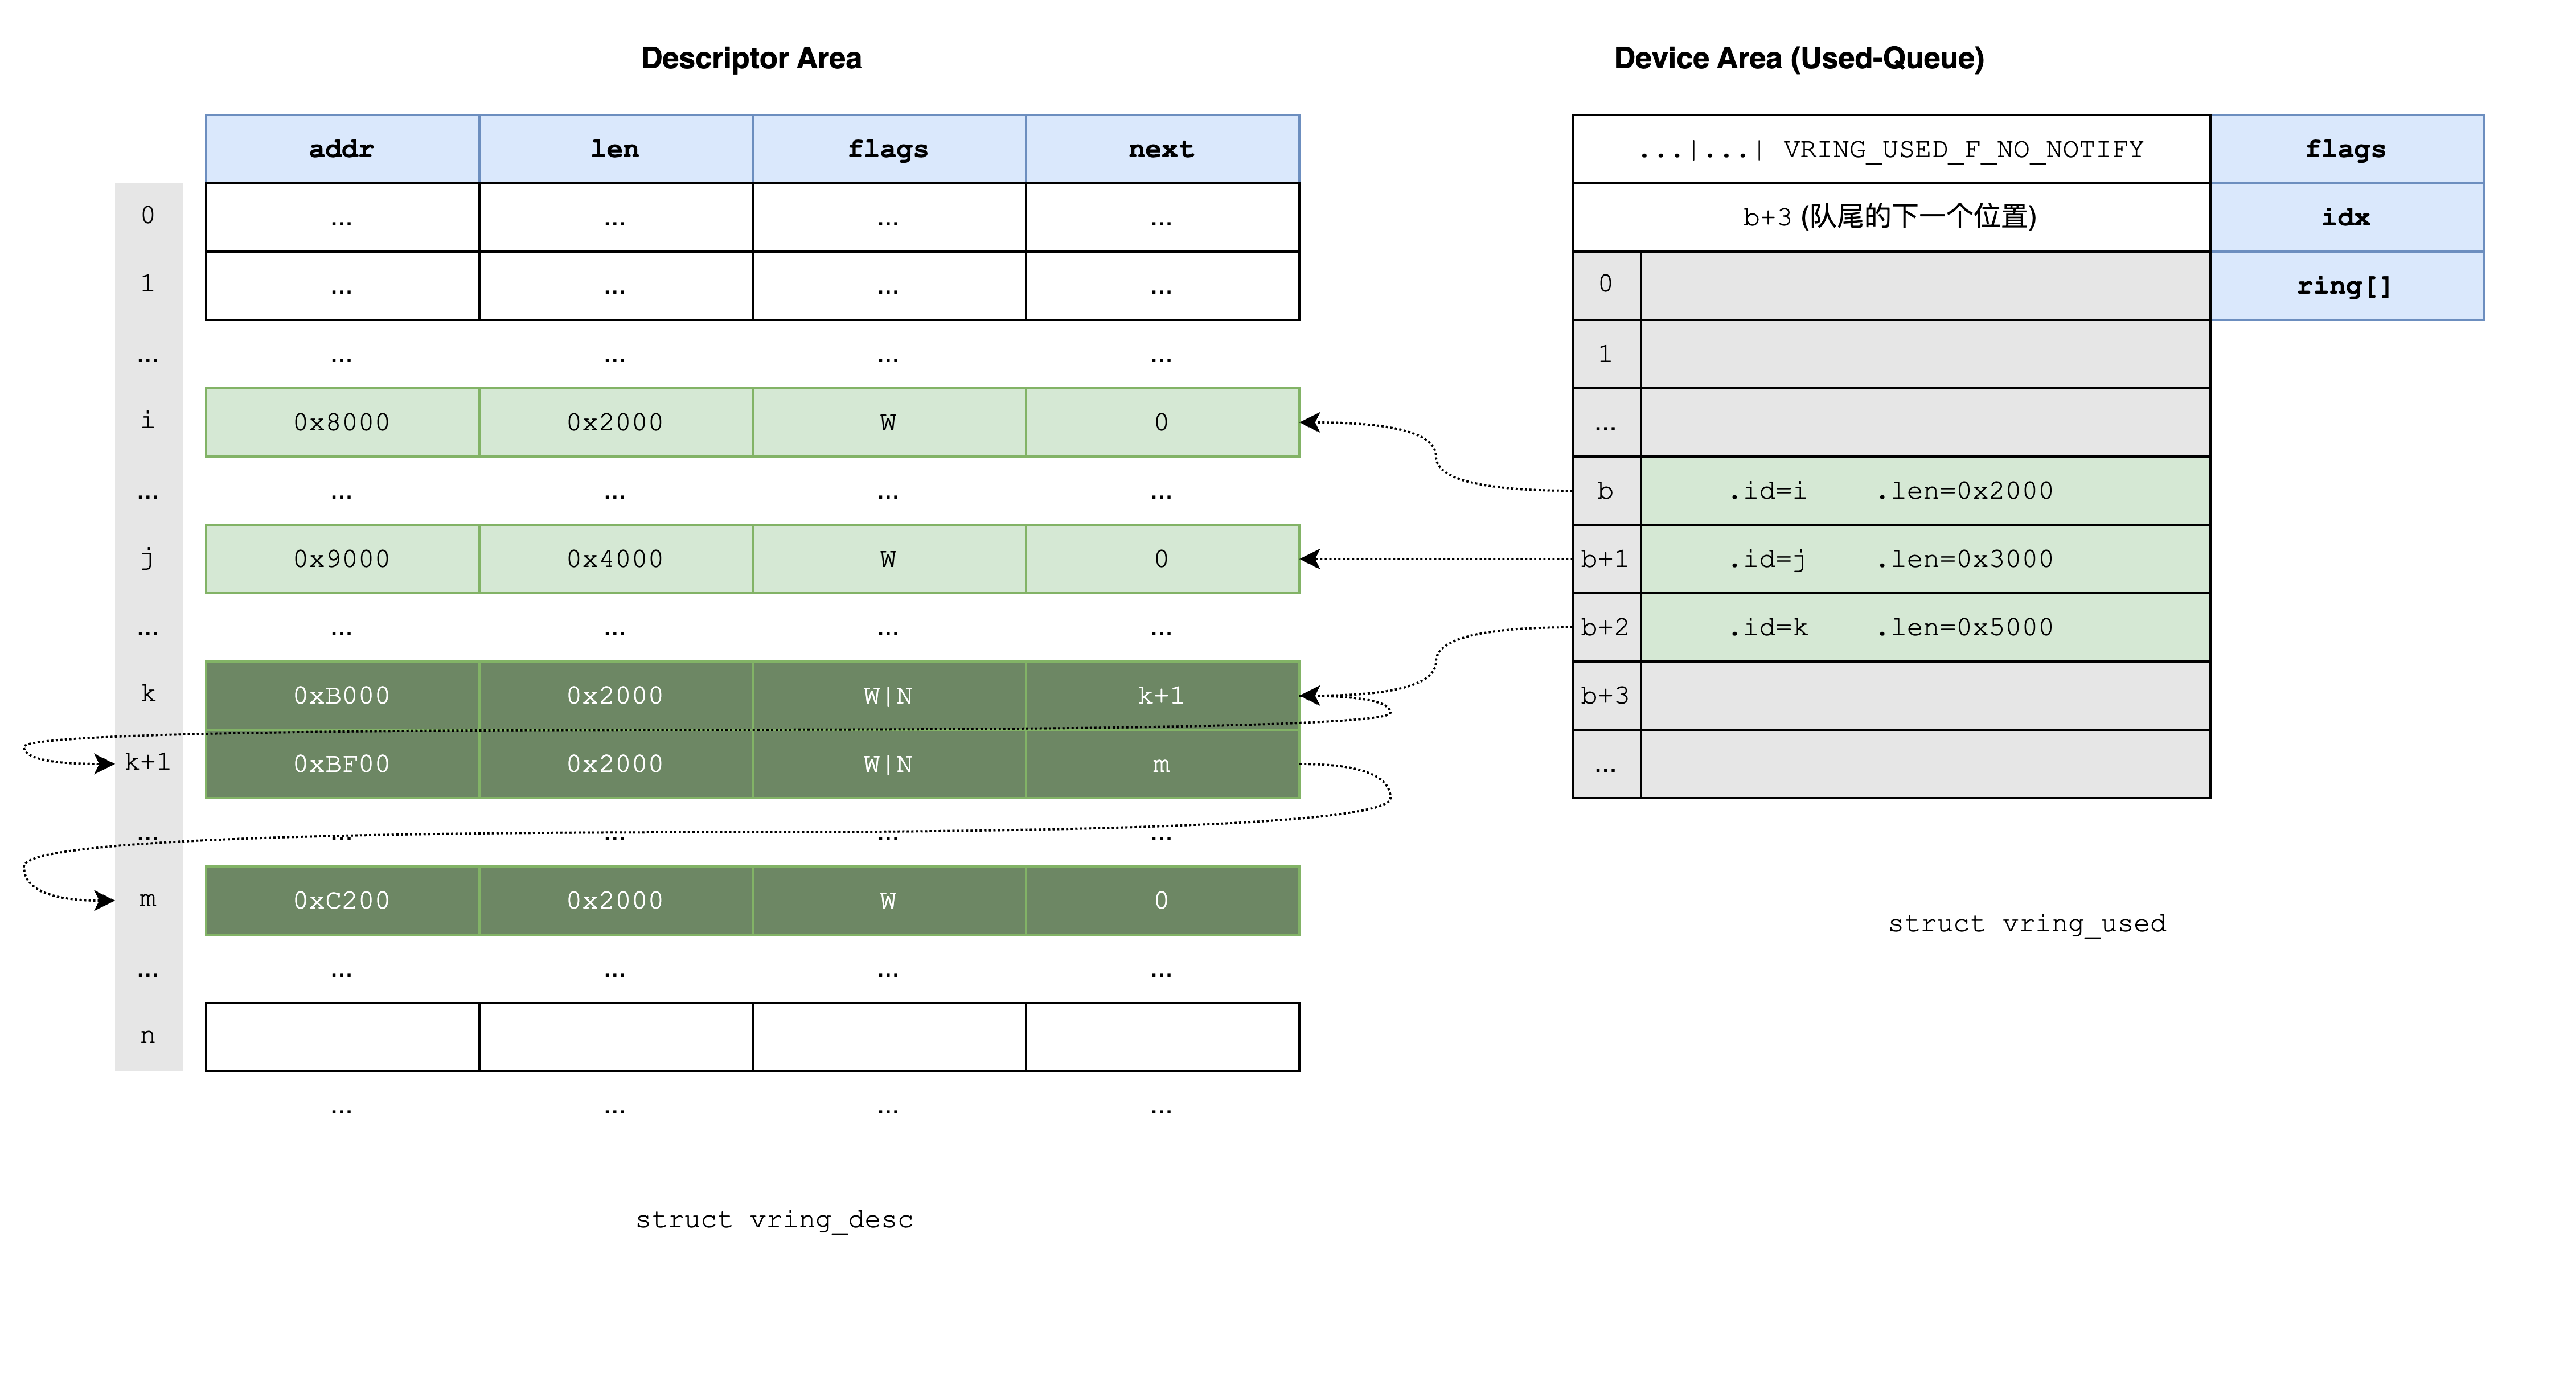 Descriptor Area
addr len flags next
0 ... ... ... ...
1 ... ... ... ...
... ... ... ... ...
i 0x8000 0x2000 W 0
... ... ... ... ...
j 0x9000 0x4000 W 0
... ... ... ... ...
k 0xB000 0x2000 W|N k+1
k+1 0xBF00 0x2000 W|N m
... ... ... ... ...
m 0xC200 0x2000 W 0
... ... ... ... ...
n
... ... ... ...
struct vring_desc
Device Area (Used-Queue)
...|...| VRING_USED_F_NO_NOTIFY flags
b+3 (队尾的下一个位置) idx
0 ring[]
1
...
b .id=i .len=0x2000
b+1 .id=j .len=0x3000
b+2 .id=k .len=0x5000
b+3
...
struct vring_used